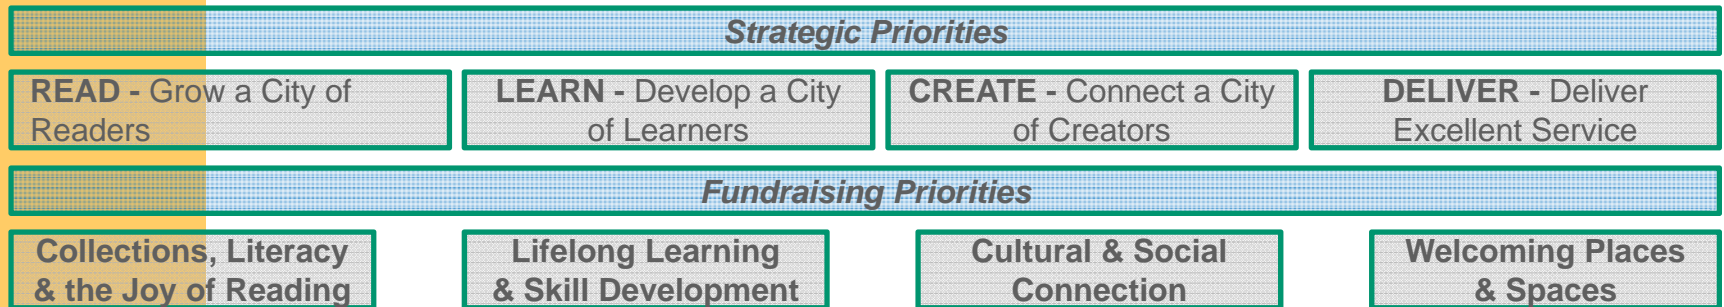 Strategic Priorities
READ - Grow a City of
Readers
LEARN - Develop a City
of Learners
CREATE - Connect a City
of Creators
DELIVER - Deliver
Excellent Service
Fundraising Priorities
Collections, Literacy
& the Joy of Reading
Lifelong Learning
& Skill Development
Cultural & Social
Connection
Welcoming Places
& Spaces